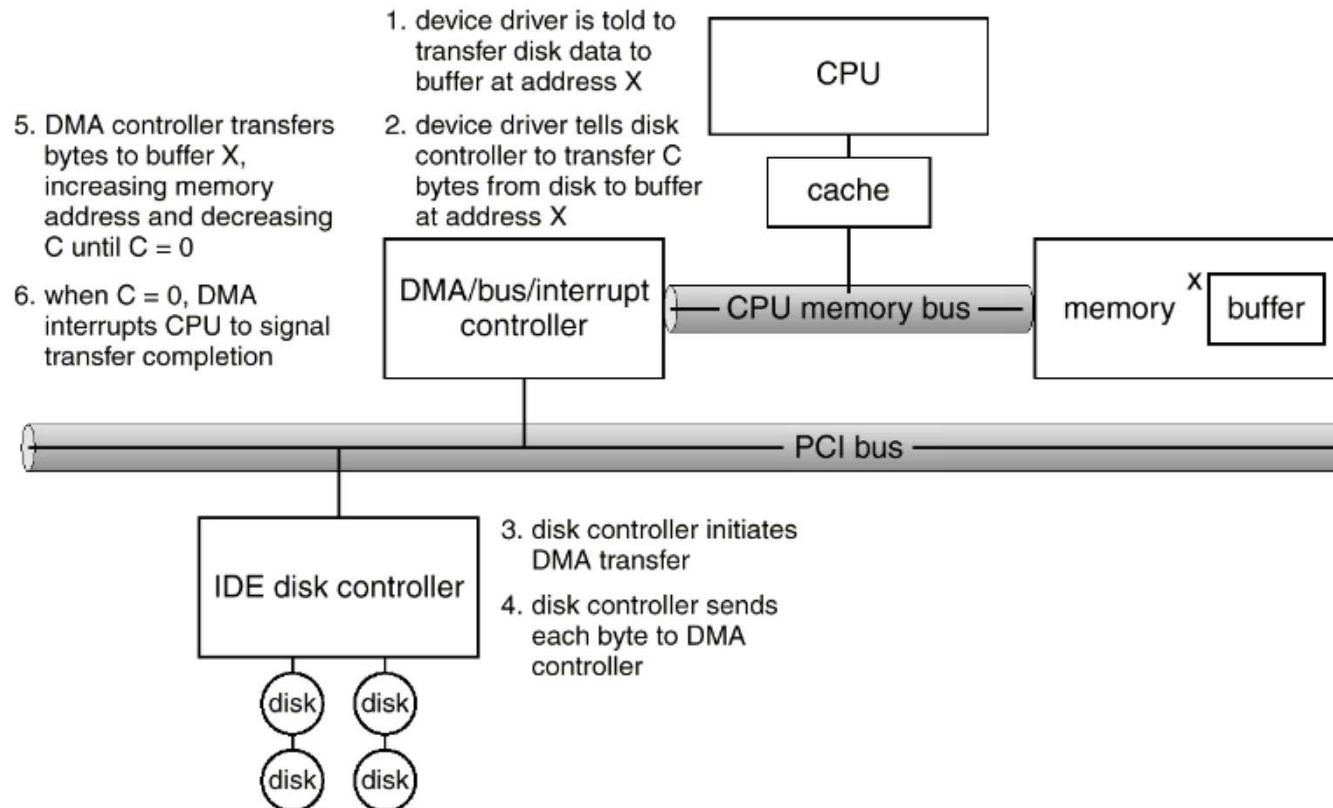 1. device driver is told to
transfer disk data to
buffer at address X
2. device driver tells disk
controller to transfer C
bytes from disk to buffer
at address X
CPU
cache
5. DMA controller transfers
bytes to buffer X,
increasing memory
address and decreasing
C until C = 0
6. when C = 0, DMA
interrupts CPU to signal
transfer completion
DMA/bus/interrupt
controller
CPU memory bus
memory
x
buffer
PCI bus
IDE disk controller
3. disk controller initiates
DMA transfer
4. disk controller sends
each byte to DMA
controller
disk
disk
disk
disk